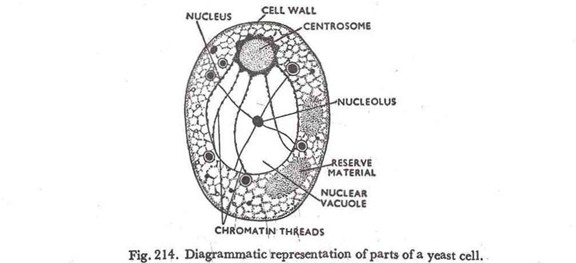 CELL WALL
NUCLEUS
CENTROSOME
NUCLEOLUS
RESERVE
MATERIAL
NUCLEAR
VACUOLE
CHROMATIN THREADS
Fig. 214. Diagrammatic representation of parts of a yeast cell.